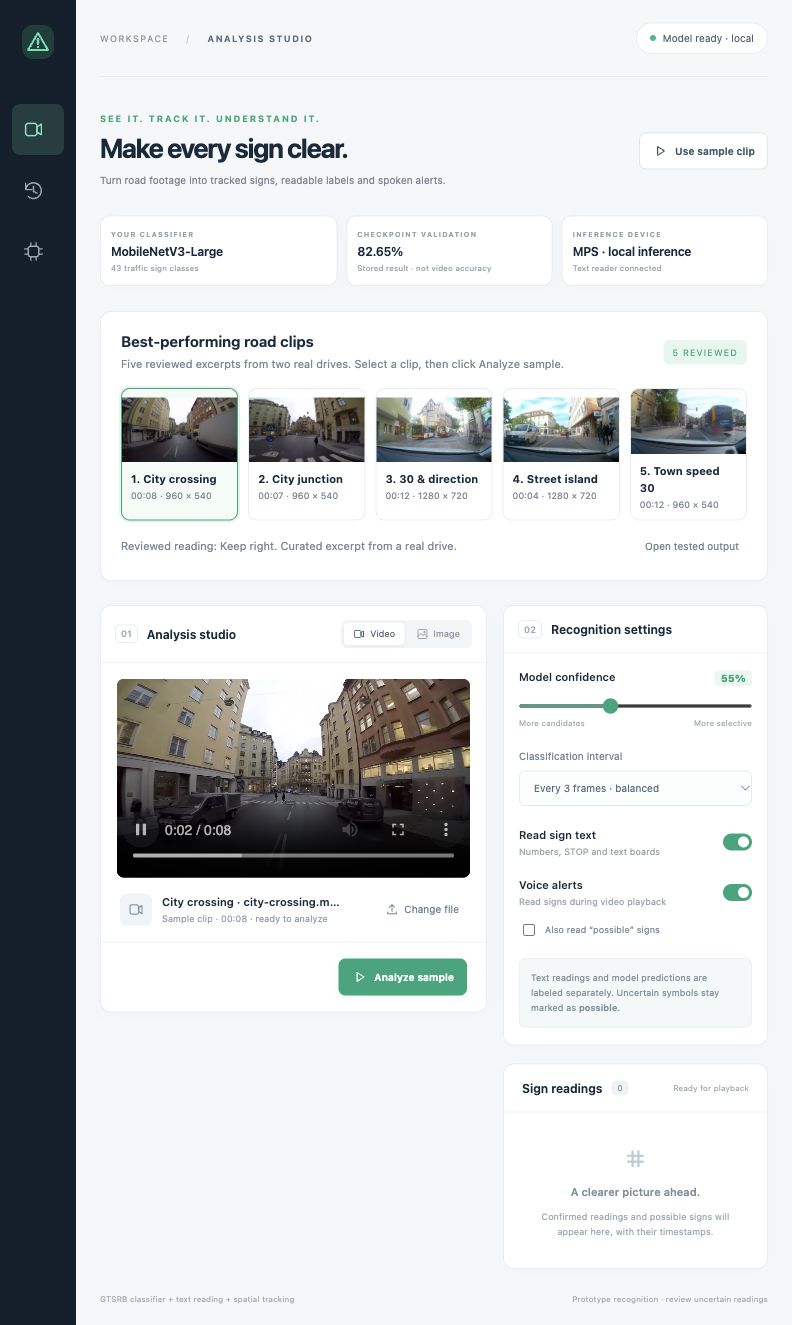 WORKSPACE / ANALYSIS STUDIO
Model ready · local
SEE IT. TRACK IT. UNDERSTAND IT.
Make every sign clear.
Turn road footage into tracked signs, readable labels and spoken alerts.
Use sample clip
YOUR CLASSIFIER
MobileNetV3-Large
43 traffic sign classes
CHECKPOINT VALIDATION
82.65%
Stored result · not video accuracy
INFERENCE DEVICE
MPS · local inference
Text reader connected
Best-performing road clips
Five reviewed excerpts from two real drives. Select a clip, then click Analyze sample.
5 REVIEWED
1. City crossing
00:08 · 960 × 540
2. City junction
00:07 · 960 × 540
3. 30 & direction
00:12 · 1280 × 720
4. Street island
00:04 · 1280 × 720
5. Town speed
30
00:12 · 960 × 540
Reviewed reading: Keep right. Curated excerpt from a real drive.
Open tested output
01 Analysis studio
Video
Image
0:02 / 0:08
City crossing · city-crossing.m...
Sample clip · 00:08 · ready to analyze
Change file
Analyze sample
02 Recognition settings
Model confidence
55%
More candidates
More selective
Classification interval
Every 3 frames · balanced
Read sign text
Numbers, STOP and text boards
Voice alerts
Read signs during video playback
Also read “possible” signs
Text readings and model predictions are
labeled separately. Uncertain symbols stay
marked as possible.
Sign readings 0
Ready for playback
A clearer picture ahead.
Confirmed readings and possible signs will
appear here, with their timestamps.
GTSRB classifier + text reading + spatial tracking
Prototype recognition · review uncertain readings